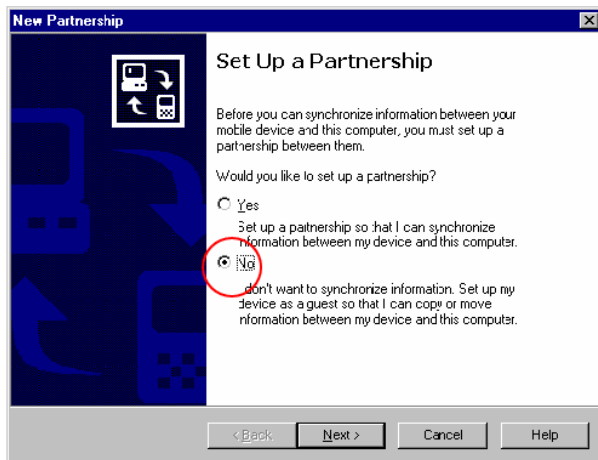 New Partnership
Set Up a Partnership
Before you can synchronize information between your
mobile device and this computer, you must set up a
partnership between them.
Would you like to set up a partnership?
Yes
Set up a partnership so that I can synchronize
information between my device and this computer.
No
I don't want to synchronize information. Set up my
device as a guest so that I can copy or move
information between my device and this computer.
< Back Next > Cancel Help